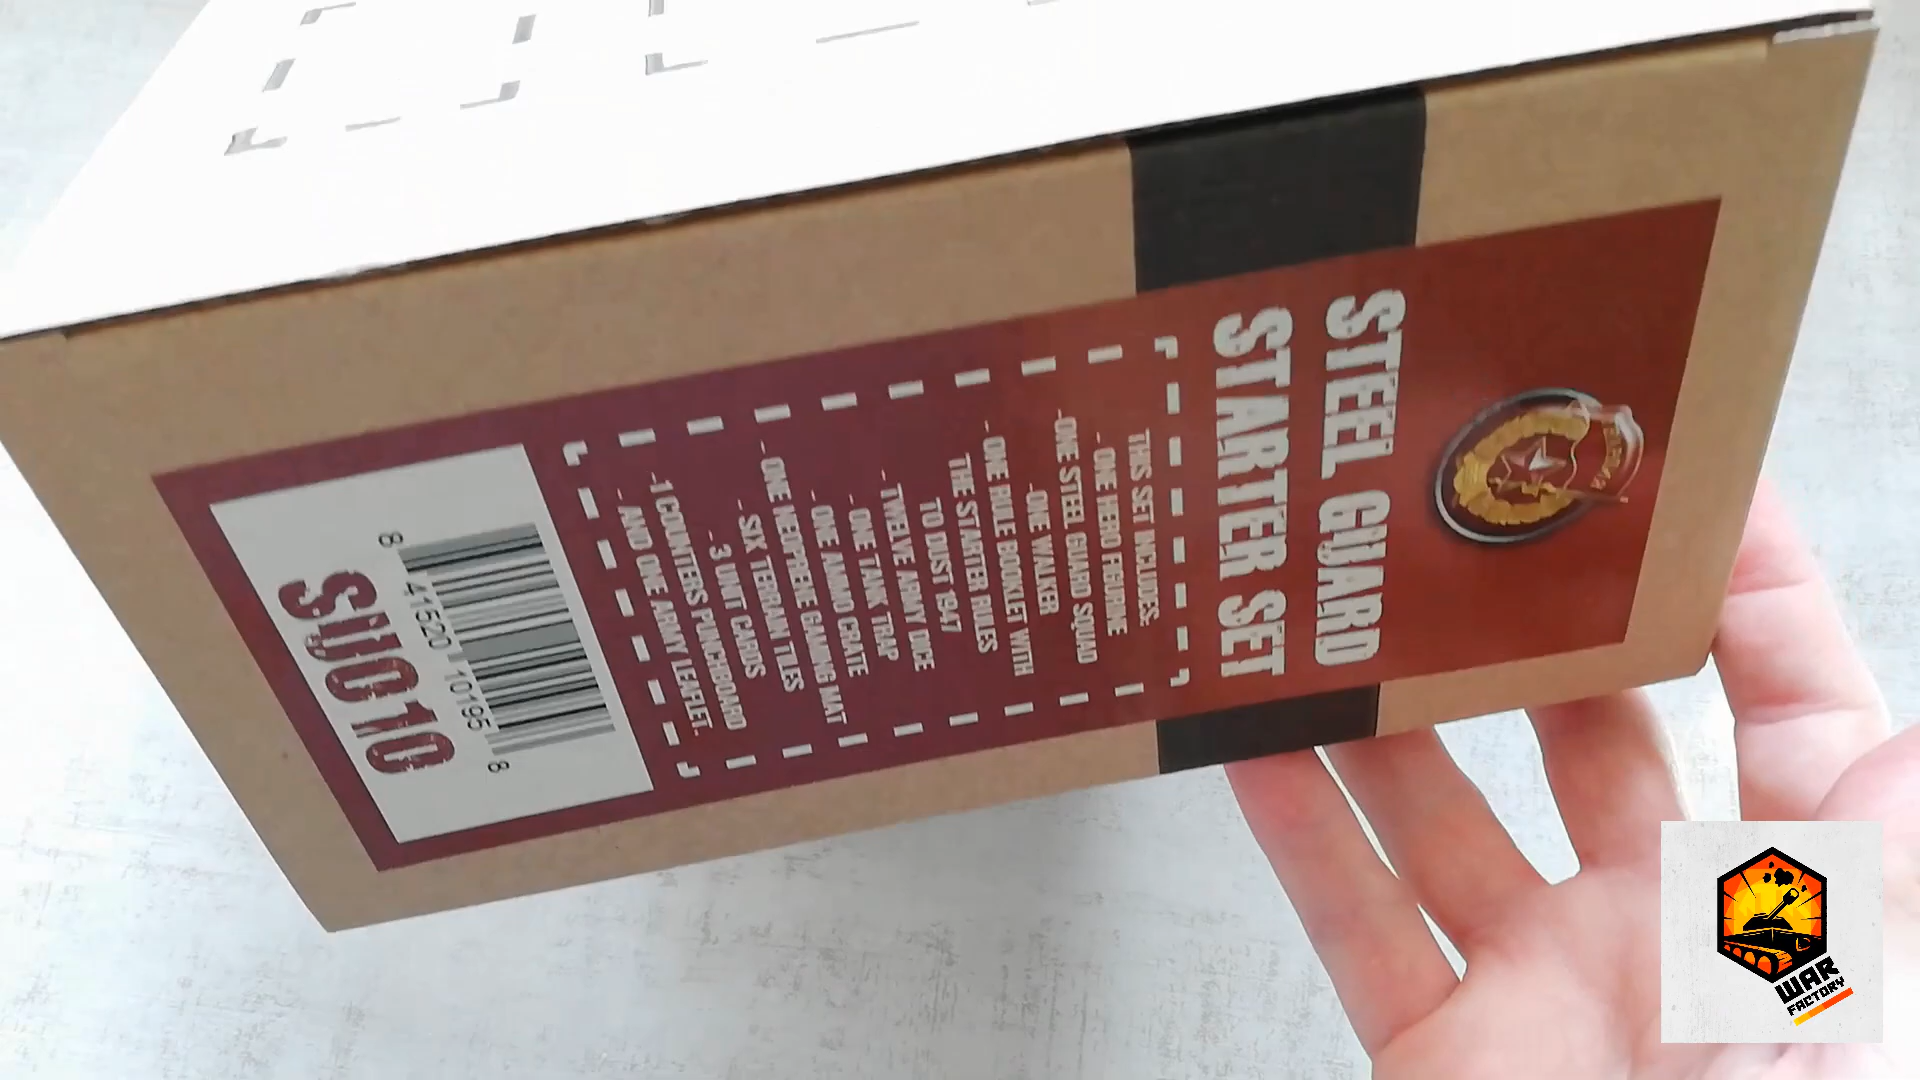 STEEL GUARD
STARTER SET
THIS SET INCLUDES:
- ONE HERO FIGURINE
-ONE STEEL GUARD SQUAD
-ONE WALKER
- ONE RULE BOOKLET WITH
THE STARTER RULES
TO DUST 1947
- TWELVE ARMY DICE
- ONE TANK TRAP
- ONE AMMO CRATE
- ONE NEOPRENE GAMING MAT
- SIX TERRAIN TILES
- 3 UNIT CARDS
-1 COUNTERS PUNCHBOARD
- AND ONE ARMY LEAFLET.
8 41520 10195 8
SU010
WAR
FACTORY